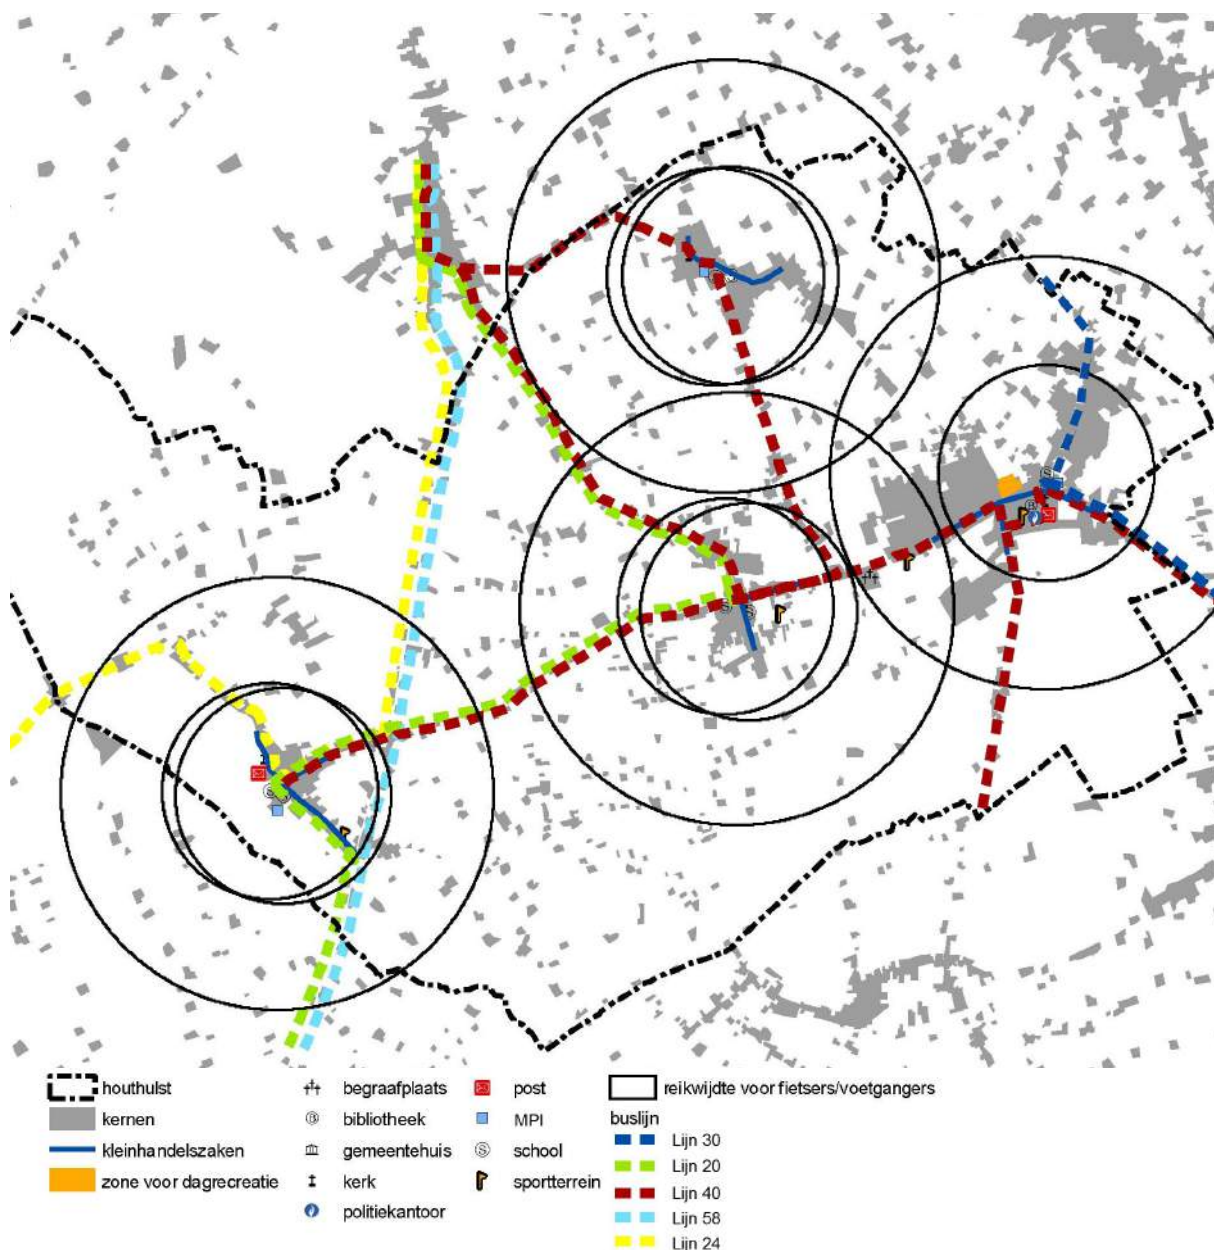 houthulst
kernen
kleinhandelszaken
zone voor dagrecreatie
begraafplaats
bibliotheek
gemeentehuis
kerk
politiekantoor
post
MPI
school
sportterrein
reikwijdte voor fietsers/voetgangers
buslijn
Lijn 30
Lijn 20
Lijn 40
Lijn 58
Lijn 24